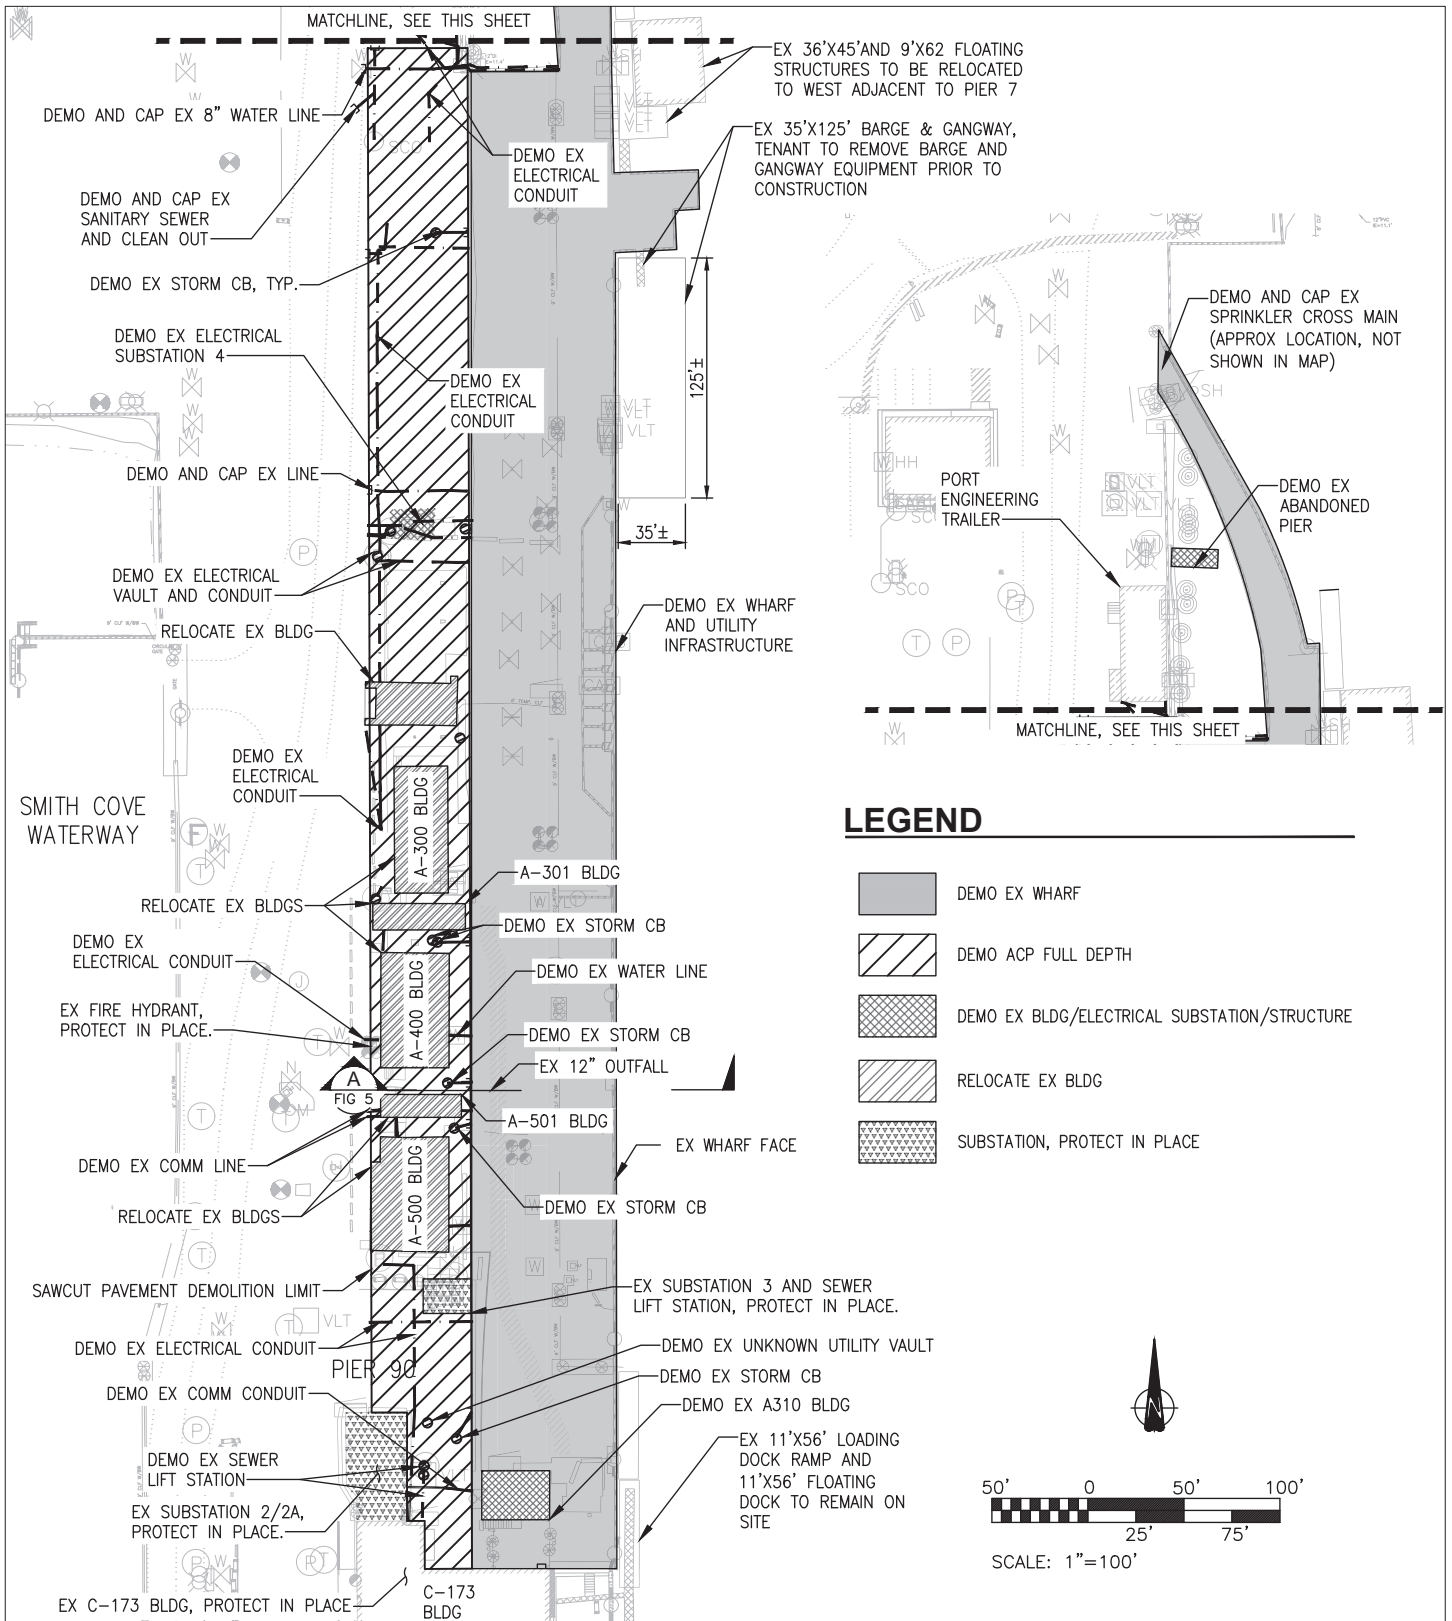 MATCHLINE, SEE THIS SHEET
EX 36'X45'AND 9'X62 FLOATING
STRUCTURES TO BE RELOCATED
TO WEST ADJACENT TO PIER 7
DEMO AND CAP EX 8" WATER LINE
EX 35'X125' BARGE & GANGWAY,
TENANT TO REMOVE BARGE AND
GANGWAY EQUIPMENT PRIOR TO
CONSTRUCTION
DEMO EX
ELECTRICAL
CONDUIT
SCO
DEMO AND CAP EX
SANITARY SEWER
AND CLEAN OUT
DEMO EX STORM CB, TYP.
DEMO EX ELECTRICAL
SUBSTATION 4
DEMO EX
ELECTRICAL
CONDUIT
125'±
35'±
VLT
VLT
DEMO AND CAP EX LINE
DEMO EX ELECTRICAL
VAULT AND CONDUIT
RELOCATE EX BLDG
DEMO EX WHARF
AND UTILITY
INFRASTRUCTURE
DEMO AND CAP EX
SPRINKLER CROSS MAIN
(APPROX LOCATION, NOT
SHOWN IN MAP)
PORT
ENGINEERING
TRAILER
DEMO EX
ABANDONED
PIER
HH
VLT
SCO
MATCHLINE, SEE THIS SHEET
DEMO EX
ELECTRICAL
CONDUIT
SMITH COVE
WATERWAY
A-300 BLDG
A-301 BLDG
RELOCATE EX BLDGS
DEMO EX STORM CB
DEMO EX
ELECTRICAL CONDUIT
A-400 BLDG
DEMO EX WATER LINE
EX FIRE HYDRANT,
PROTECT IN PLACE.
DEMO EX STORM CB
EX 12" OUTFALL
A
FIG 5
A-501 BLDG
DEMO EX COMM LINE
EX WHARF FACE
A-500 BLDG
RELOCATE EX BLDGS
DEMO EX STORM CB
SAWCUT PAVEMENT DEMOLITION LIMIT
EX SUBSTATION 3 AND SEWER
LIFT STATION, PROTECT IN PLACE.
VLT
DEMO EX ELECTRICAL CONDUIT
DEMO EX UNKNOWN UTILITY VAULT
PIER 90
DEMO EX STORM CB
DEMO EX COMM CONDUIT
DEMO EX A310 BLDG
DEMO EX SEWER
LIFT STATION
EX 11'X56' LOADING
DOCK RAMP AND
11'X56' FLOATING
DOCK TO REMAIN ON
SITE
EX SUBSTATION 2/2A,
PROTECT IN PLACE.
EX C-173 BLDG, PROTECT IN PLACE
C-173
BLDG
LEGEND
DEMO EX WHARF
DEMO ACP FULL DEPTH
DEMO EX BLDG/ELECTRICAL SUBSTATION/STRUCTURE
RELOCATE EX BLDG
SUBSTATION, PROTECT IN PLACE
N
50' 0 50' 100'
25' 75'
SCALE: 1"=100'